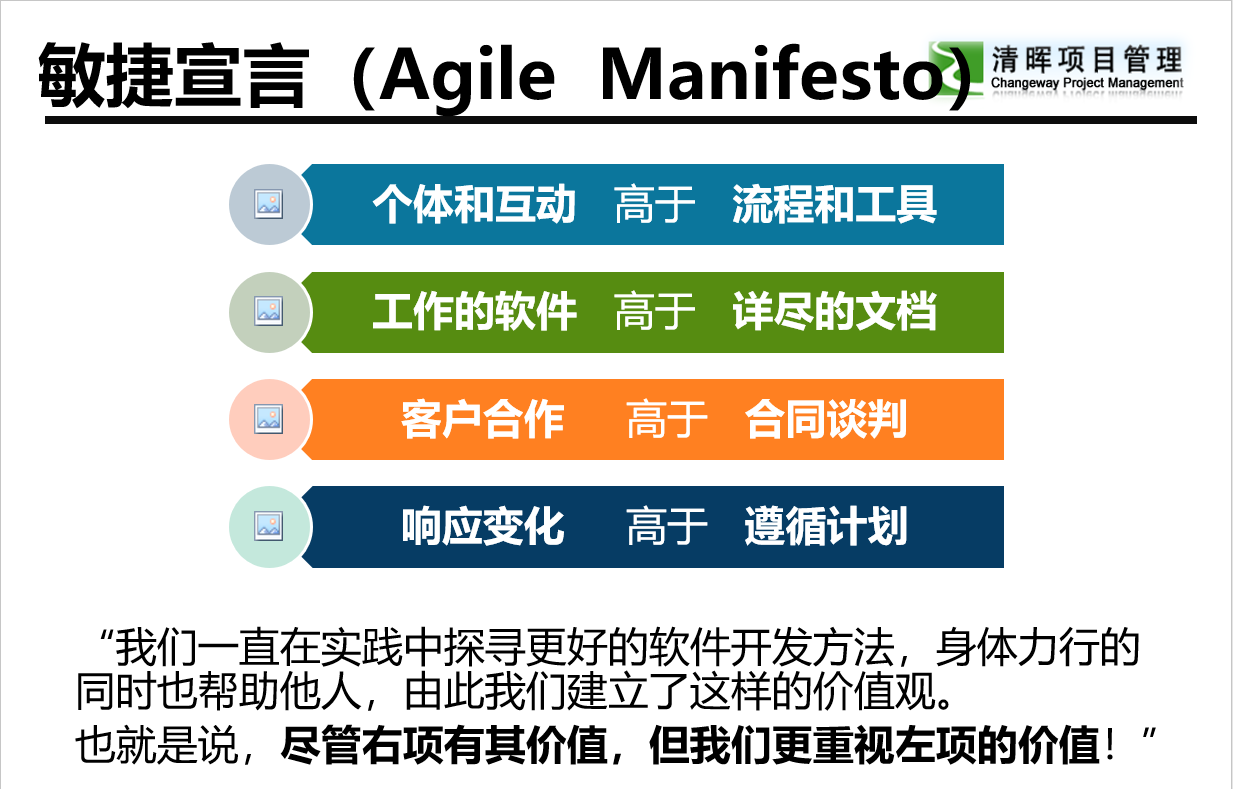 敏捷宣言（Agile Manifesto）
清晖项目管理
Changeway Project Management
个体和互动 高于 流程和工具
工作的软件 高于 详尽的文档
客户合作 高于 合同谈判
响应变化 高于 遵循计划
“我们一直在实践中探寻更好的软件开发方法，身体力行的
同时也帮助他人，由此我们建立了这样的价值观。
也就是说，尽管右项有其价值，但我们更重视左项的价值！”